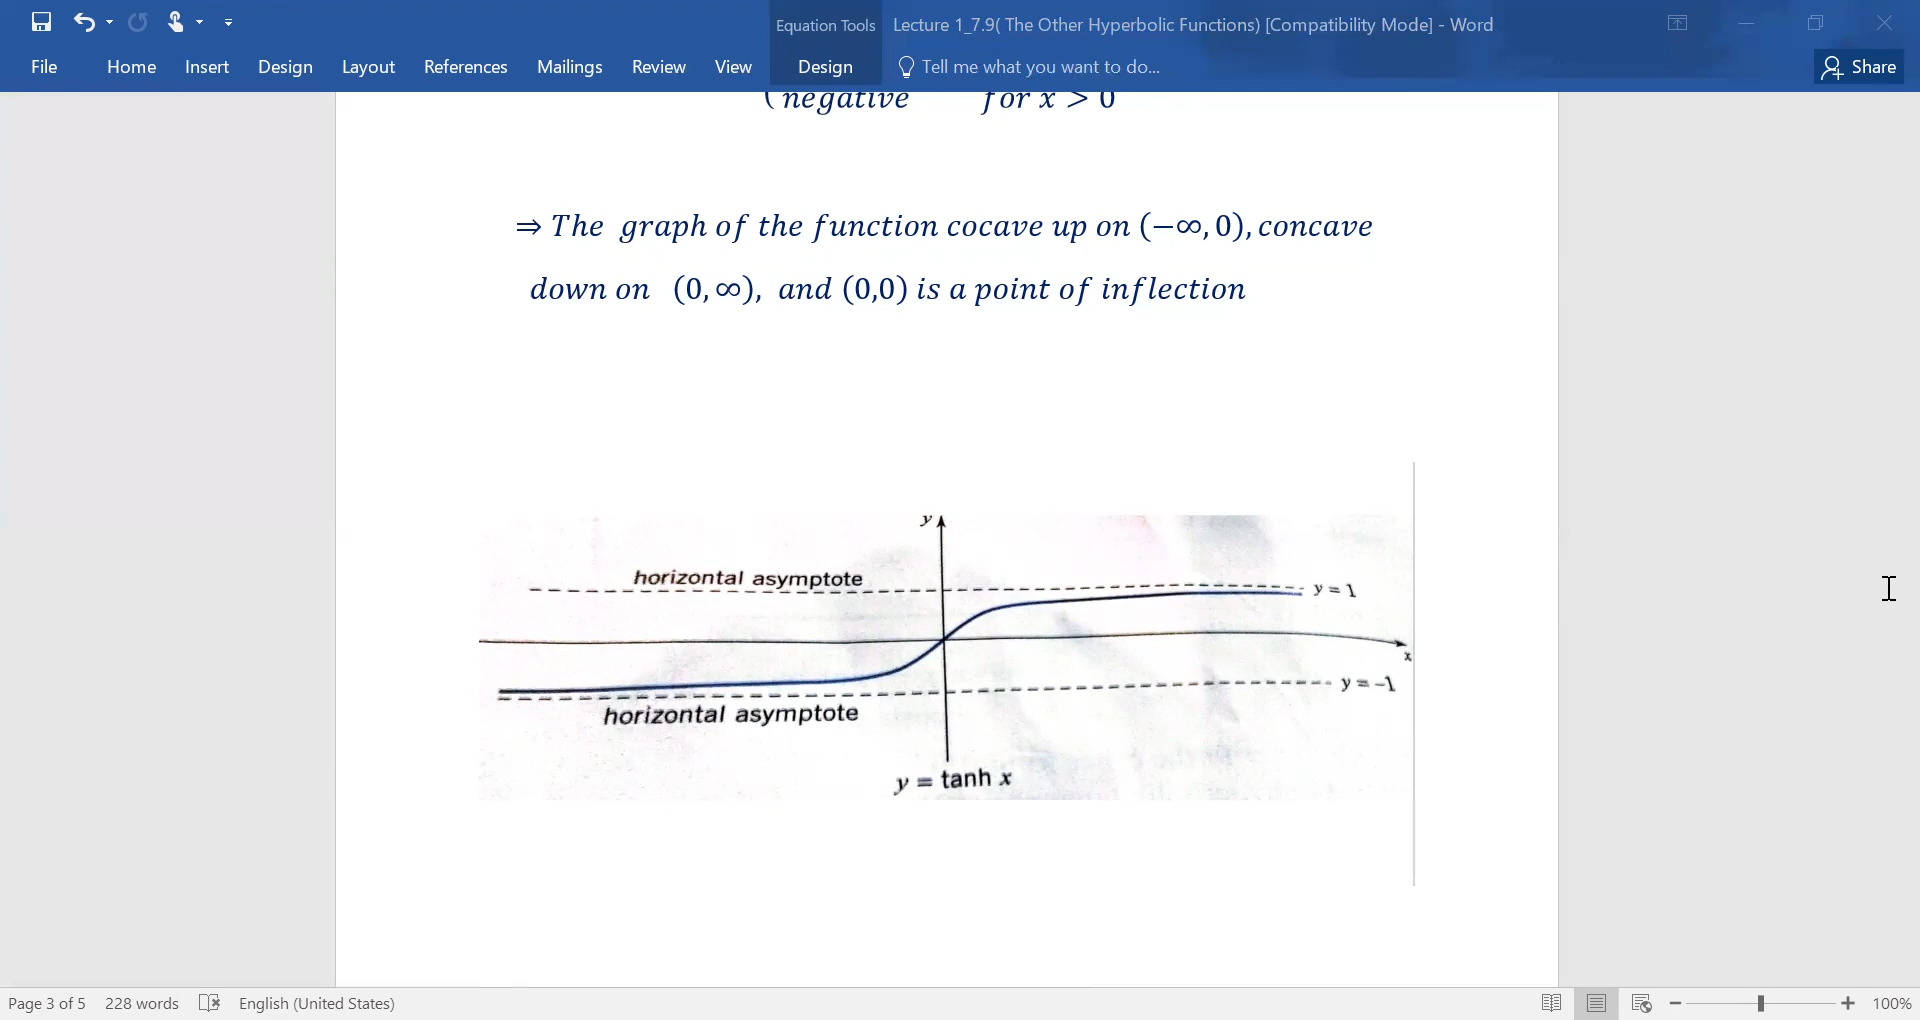 Equation Tools
Lecture 1_7.9( The Other Hyperbolic Functions) [Compatibility Mode] - Word
File Home Insert Design Layout References Mailings Review View Design Tell me what you want to do... Share
( negative for x > 0
⇒ The graph of the function cocave up on (−∞, 0), concave
down on (0, ∞), and (0,0) is a point of inflection
y
horizontal asymptote
y = 1
x
y = -1
horizontal asymptote
y = tanh x
Page 3 of 5 228 words English (United States) 100%